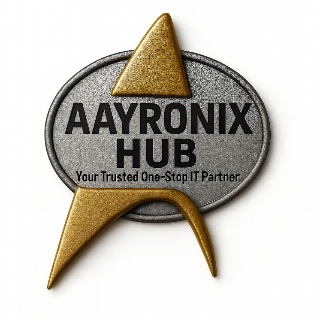 AAYRONIX
HUB
Your Trusted One-Stop IT Partner